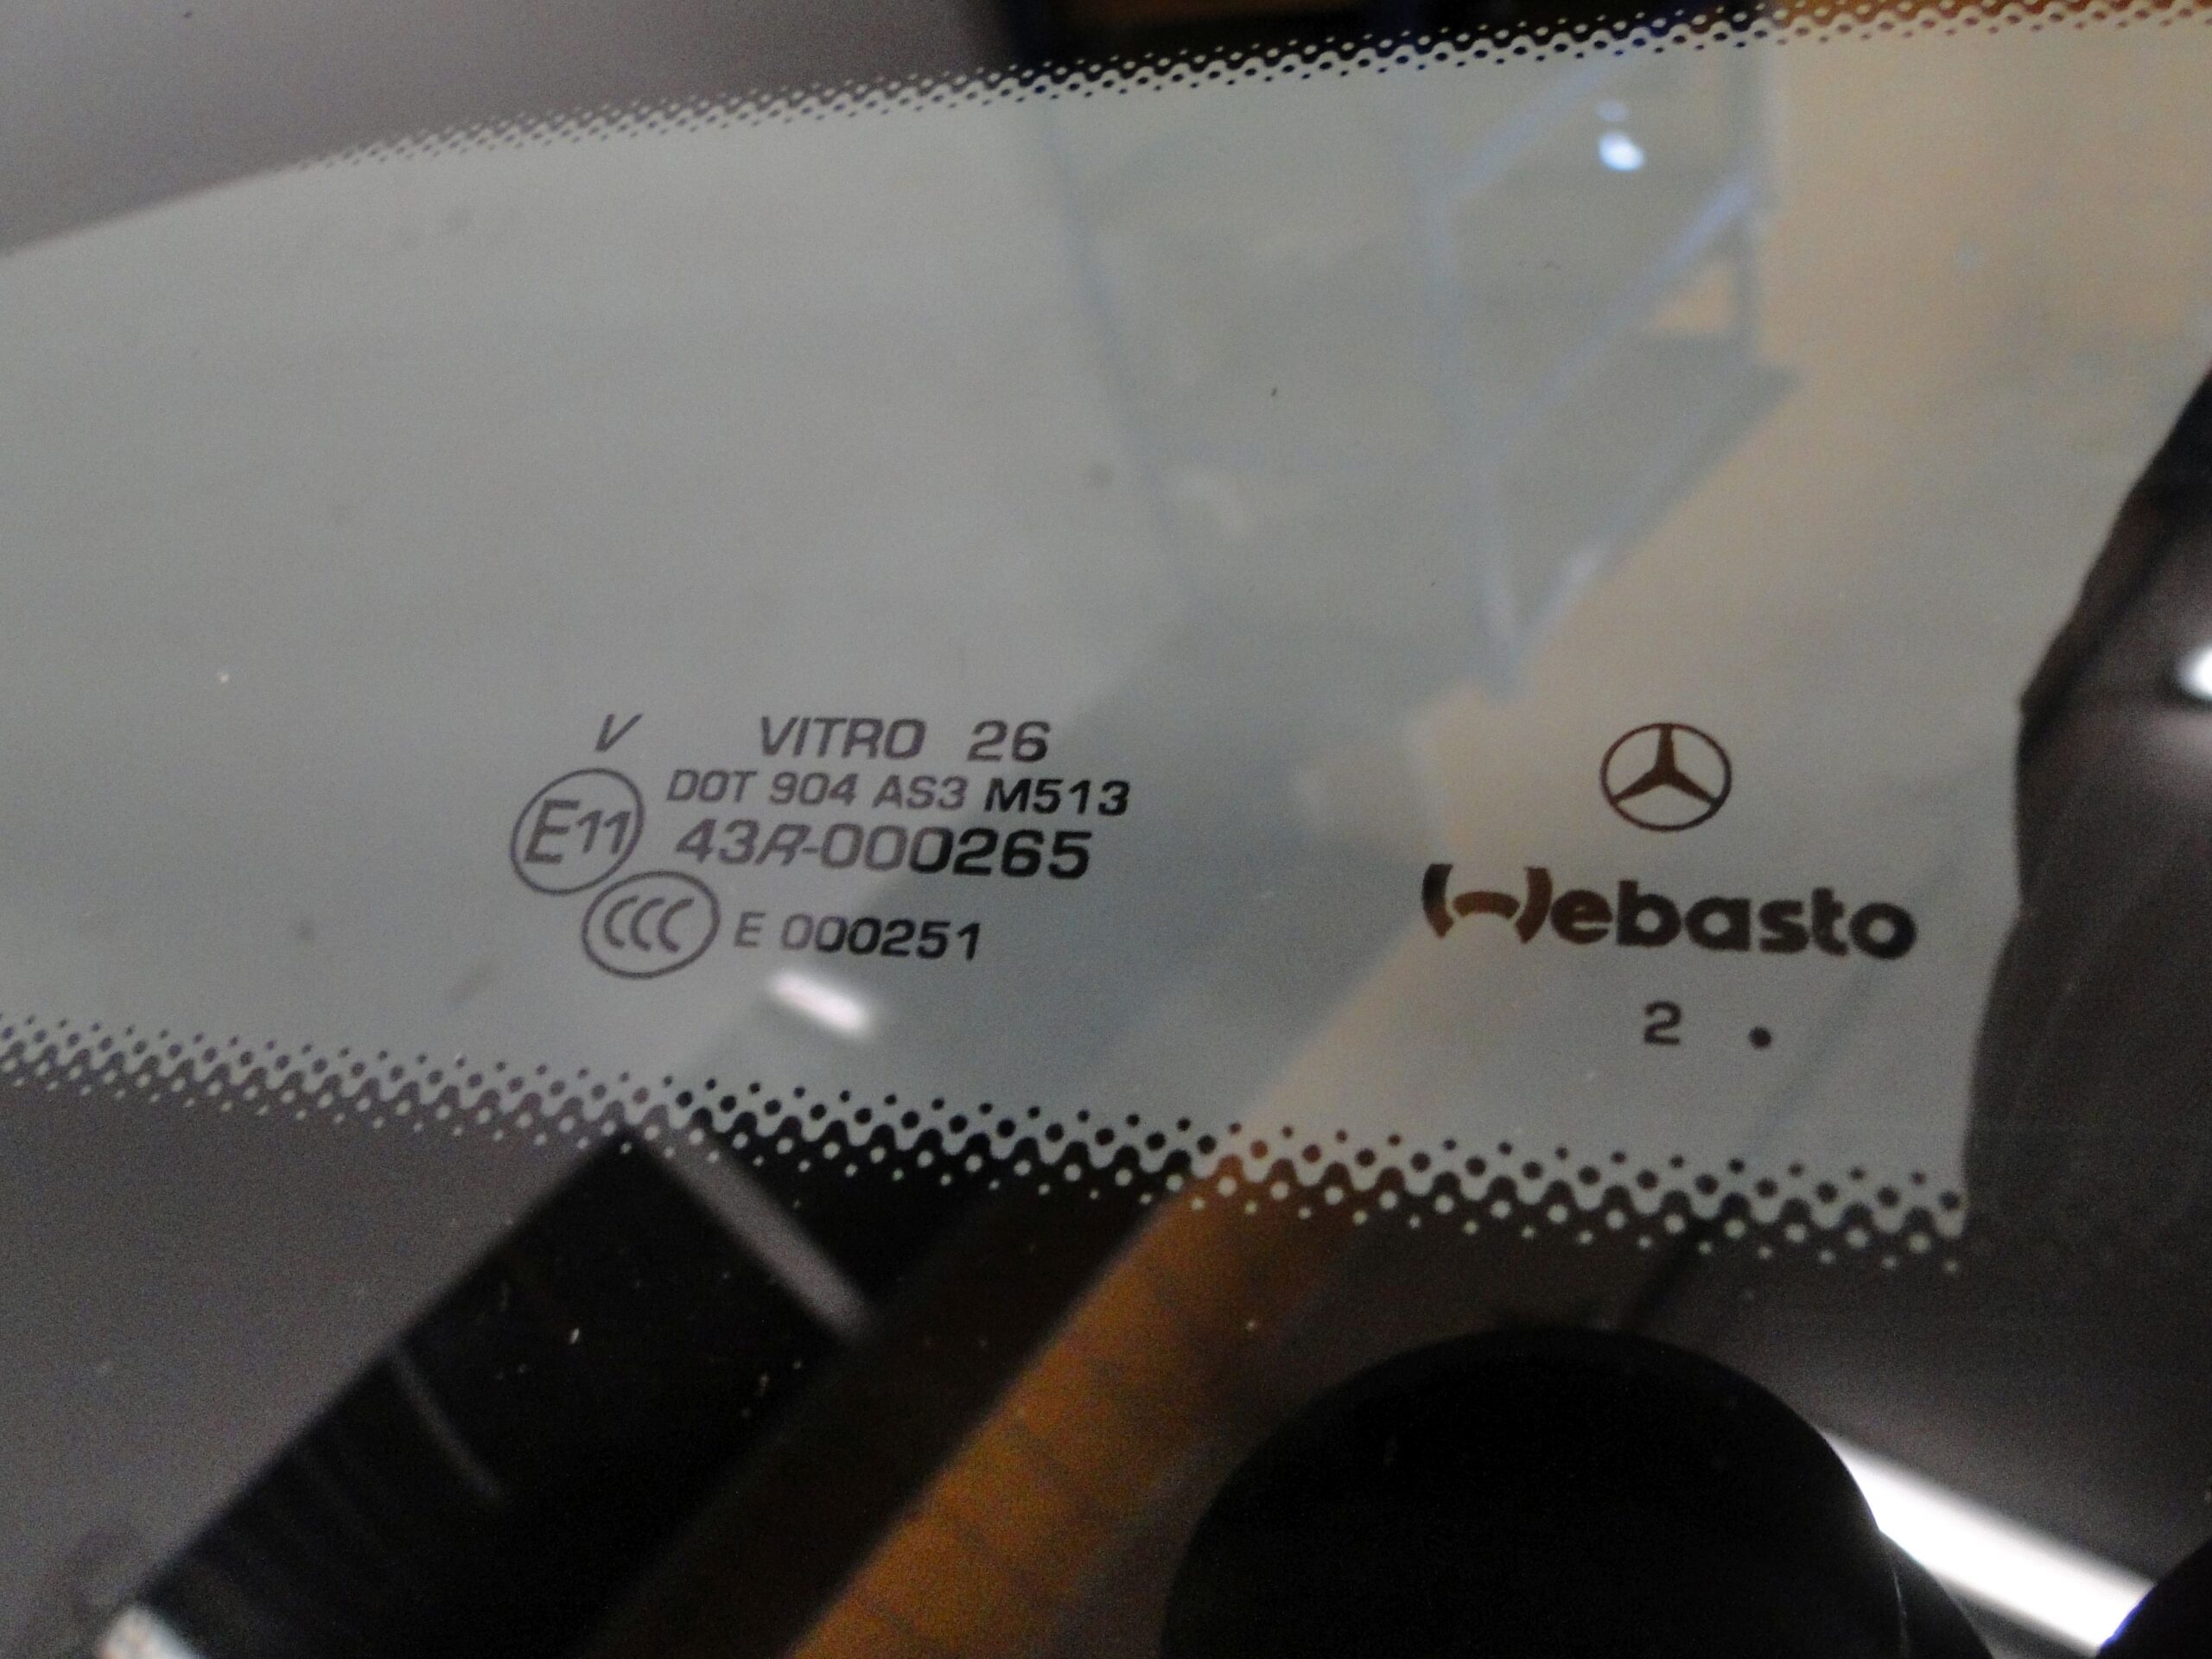 V VITRO 26
DOT 904 AS3 M513
E11 43R-000265
CCC E 000251
Webasto
2 •